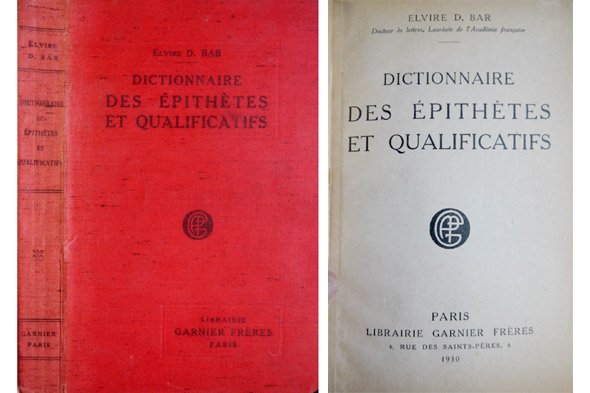 ELVIRE
D. BAR
DICTIONNAIRE
DES
ÉPITHÈTES
ET
QUALIFICATIFS
GARNIER
PARIS
ELVIRE D. BAR
DICTIONNAIRE
DES ÉPITHÈTES
ET QUALIFICATIFS
LIBRAIRIE
GARNIER FRÈRES
PARIS
ELVIRE D. BAR
Docteur ès lettres, Lauréate de l'Académie française
DICTIONNAIRE
DES ÉPITHÈTES
ET QUALIFICATIFS
PARIS
LIBRAIRIE GARNIER FRÈRES
6, RUE DES SAINTS-PÈRES, 6
1930